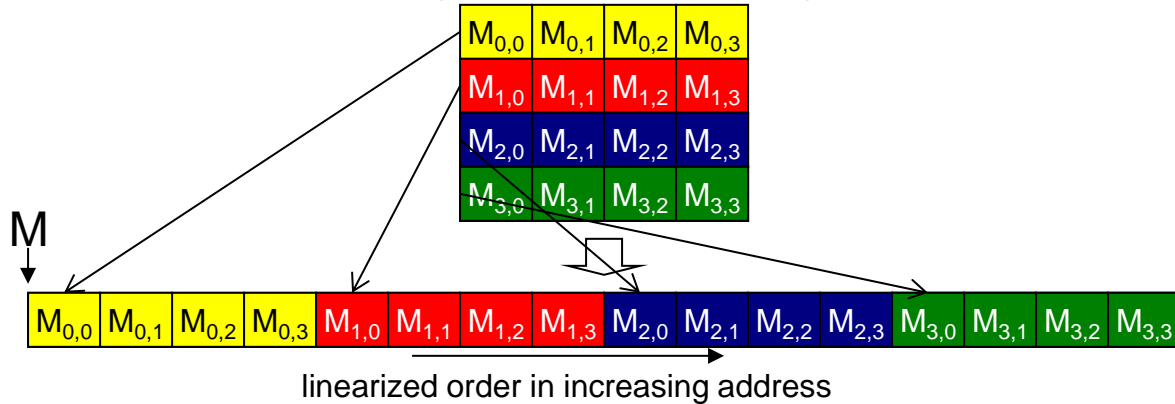 M0,0 M0,1 M0,2 M0,3
M1,0 M1,1 M1,2 M1,3
M2,0 M2,1 M2,2 M2,3
M3,0 M3,1 M3,2 M3,3
M
M0,0 M0,1 M0,2 M0,3 M1,0 M1,1 M1,2 M1,3 M2,0 M2,1 M2,2 M2,3 M3,0 M3,1 M3,2 M3,3
linearized order in increasing address